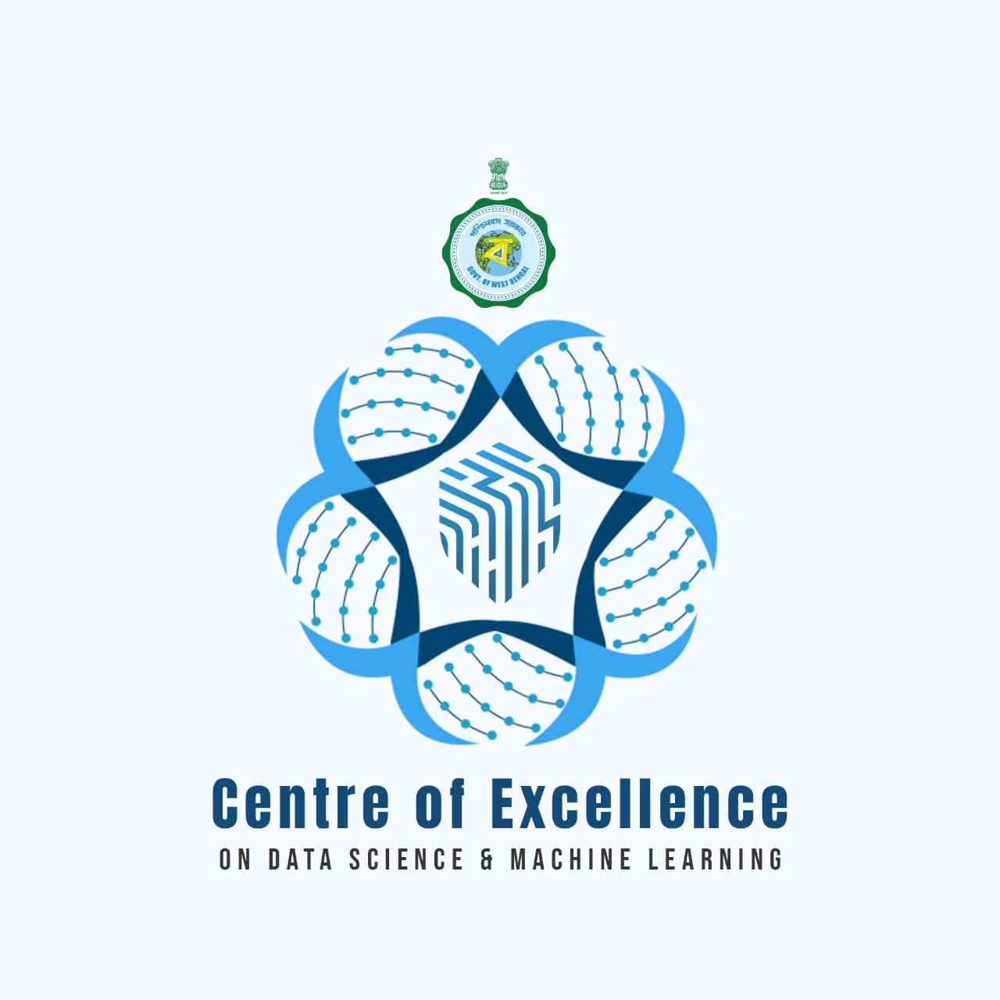 পশ্চিমবঙ্গ সরকার
GOVT. OF WEST BENGAL
Centre of Excellence
ON DATA SCIENCE & MACHINE LEARNING